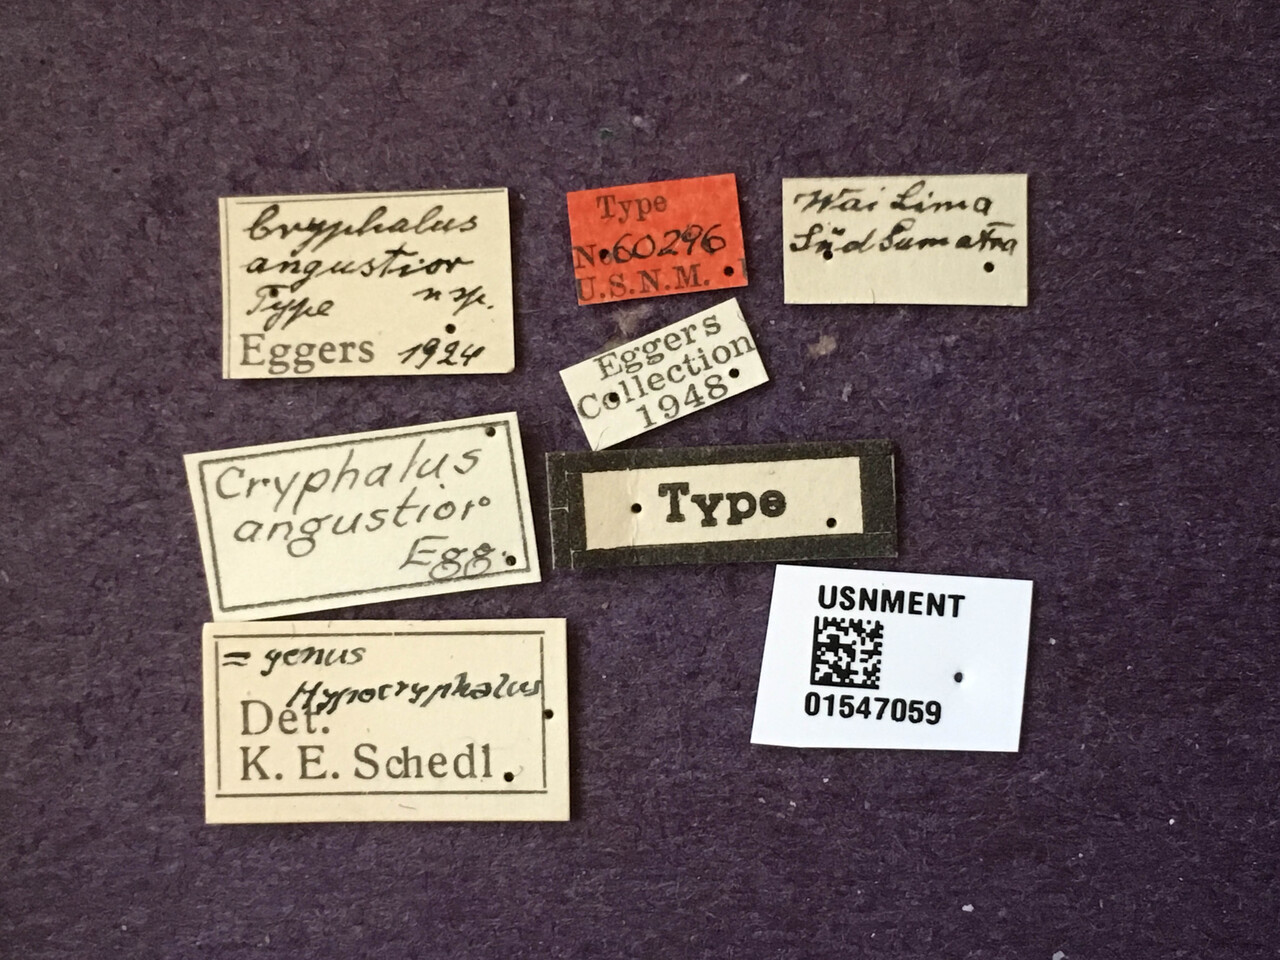 Cryphalus
angustior
Type n sp.
Eggers 1924
Type
No.60296
U.S.N.M.
Wai Lima
Süd Sumatra
Eggers
Collection
1948
Cryphalus
angustior
Egg.
Type
= genus
Hypocryphalus
Det.
K. E. Schedl
USNMENT
01547059